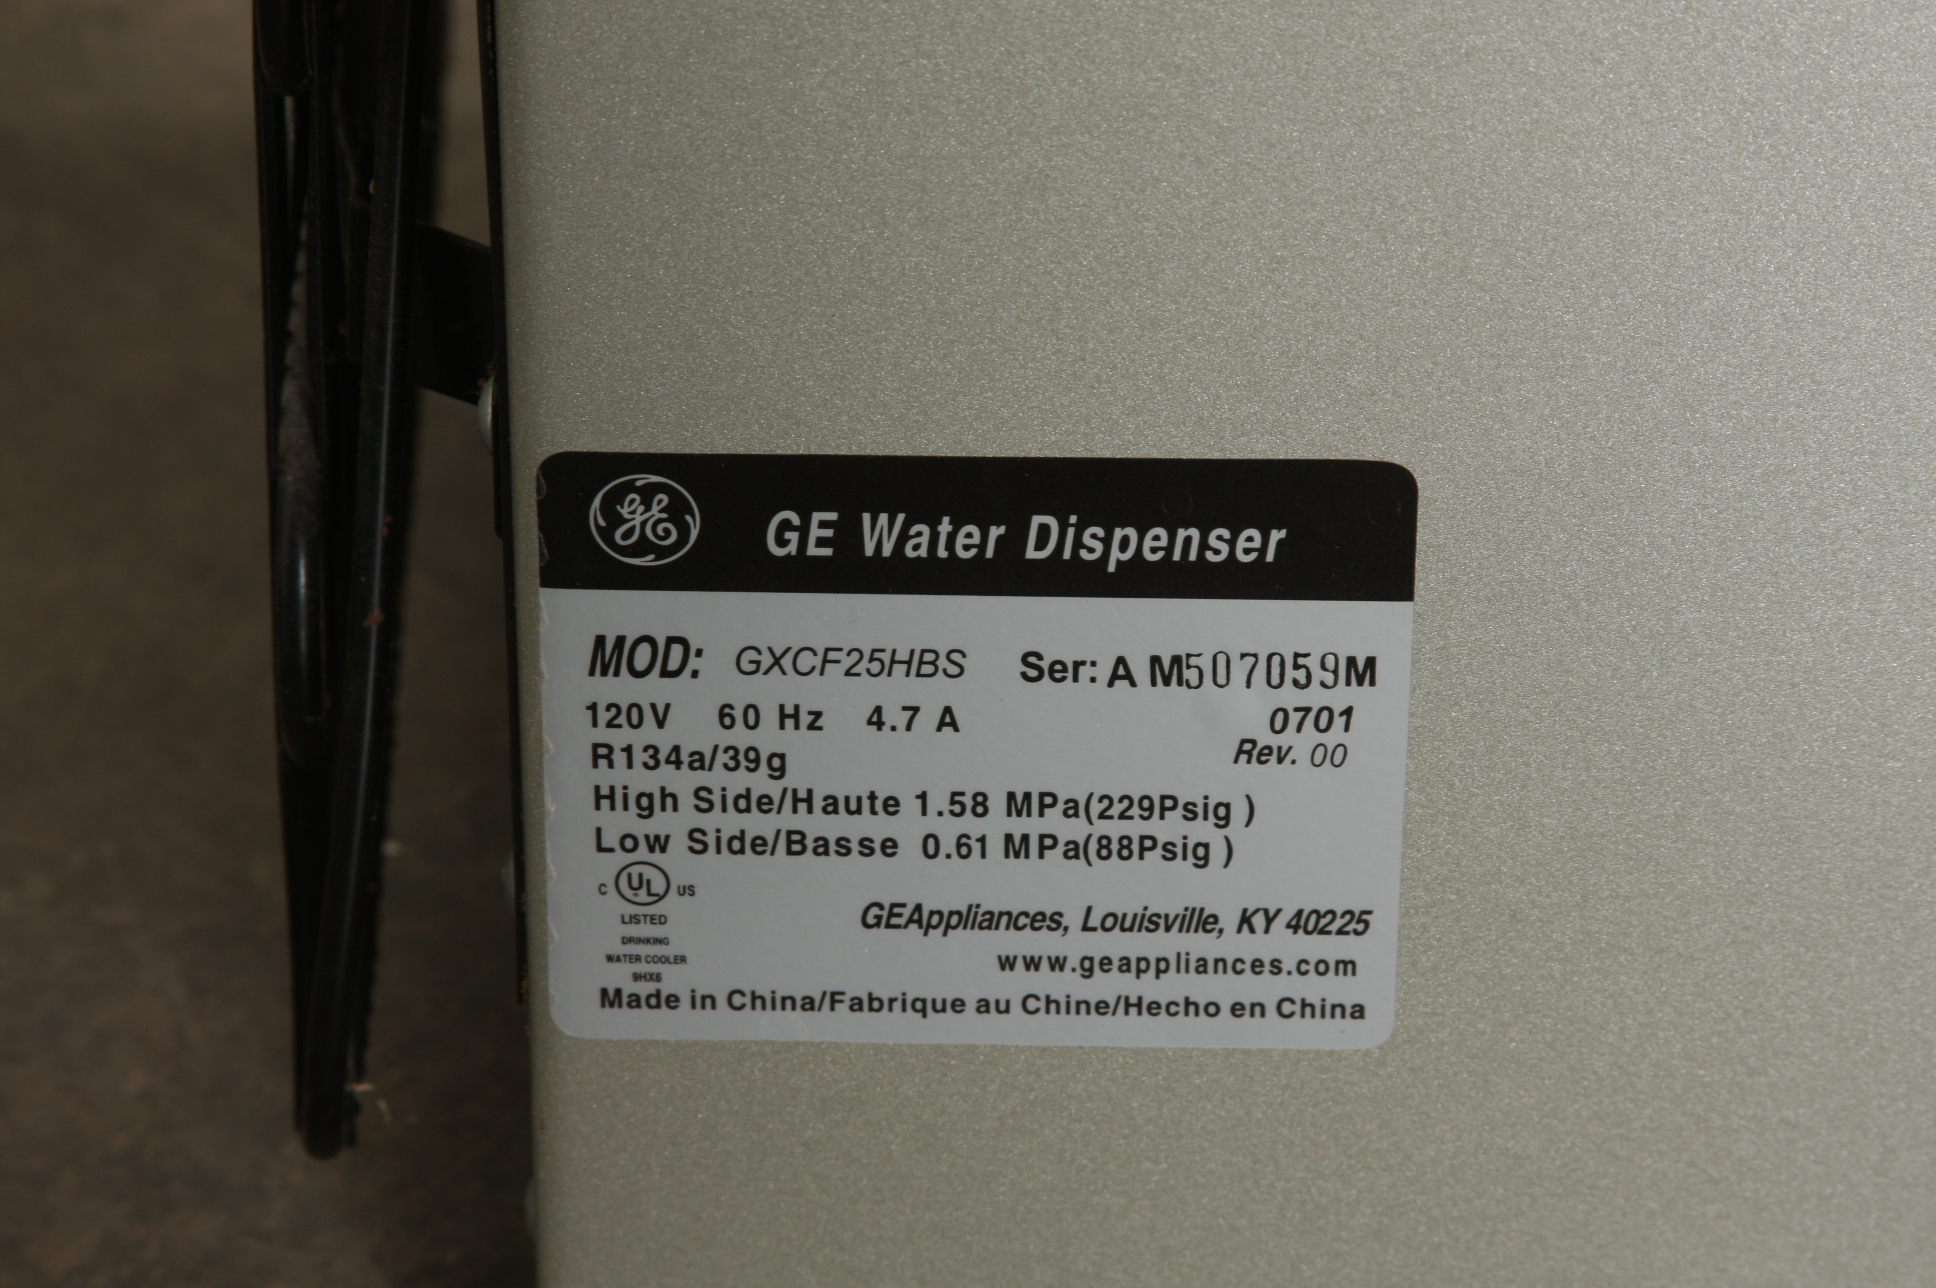 GE GE Water Dispenser
MOD: GXCF25HBS Ser: A M507059M
120V 60 Hz 4.7 A 0701
R134a/39g Rev. 00
High Side/Haute 1.58 MPa(229Psig )
Low Side/Basse 0.61 MPa(88Psig )
C UL US
LISTED
DRINKING
WATER COOLER
9HX6
GEAppliances, Louisville, KY 40225
www.geappliances.com
Made in China/Fabrique au Chine/Hecho en China